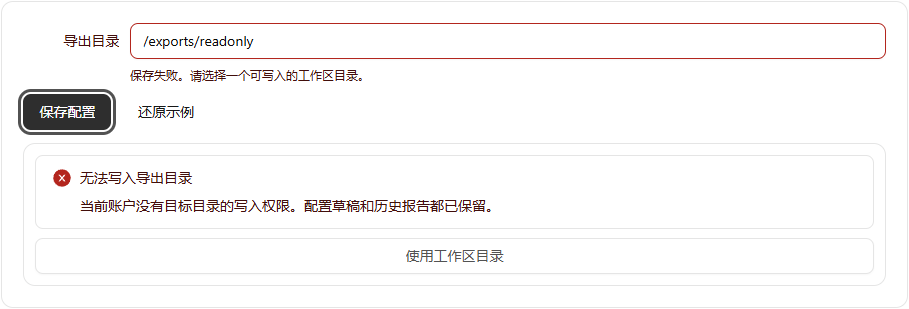 导出目录 /exports/readonly
保存失败。请选择一个可写入的工作区目录。
保存配置 还原示例
无法写入导出目录
当前账户没有目标目录的写入权限。配置草稿和历史报告都已保留。
使用工作区目录